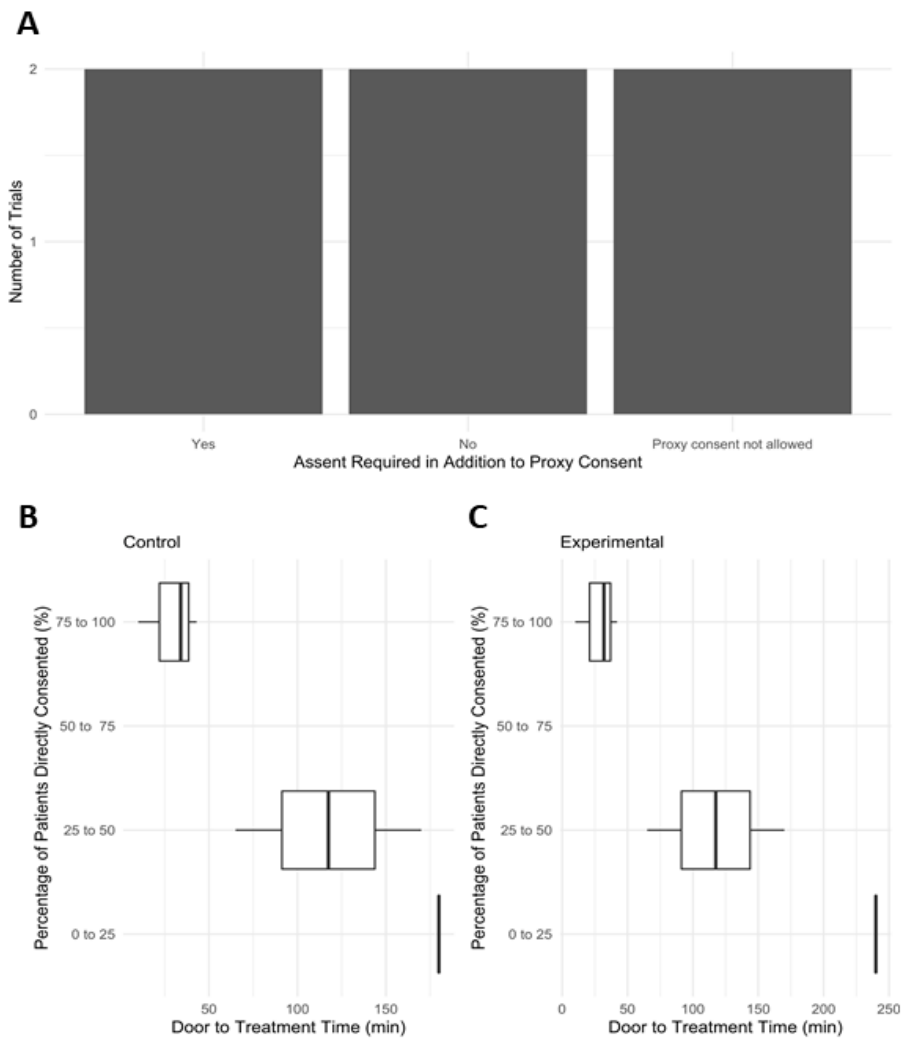 A
Number of Trials
2
1
0
Yes No Proxy consent not allowed
Assent Required in Addition to Proxy Consent
B
Control
Percentage of Patients Directly Consented (%)
75 to 100
50 to 75
25 to 50
0 to 25
50 100 150
Door to Treatment Time (min)
C
Experimental
Percentage of Patients Directly Consented (%)
75 to 100
50 to 75
25 to 50
0 to 25
0 50 100 150 200 250
Door to Treatment Time (min)